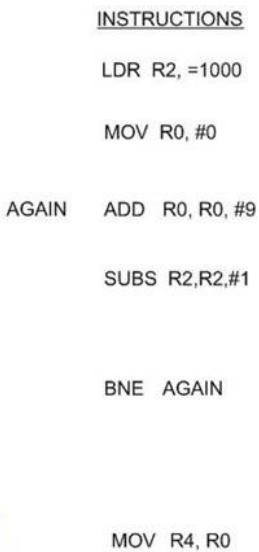 INSTRUCTIONS
LDR R2, =1000
MOV R0, #0
AGAIN ADD R0, R0, #9
SUBS R2,R2,#1
BNE AGAIN
MOV R4, R0